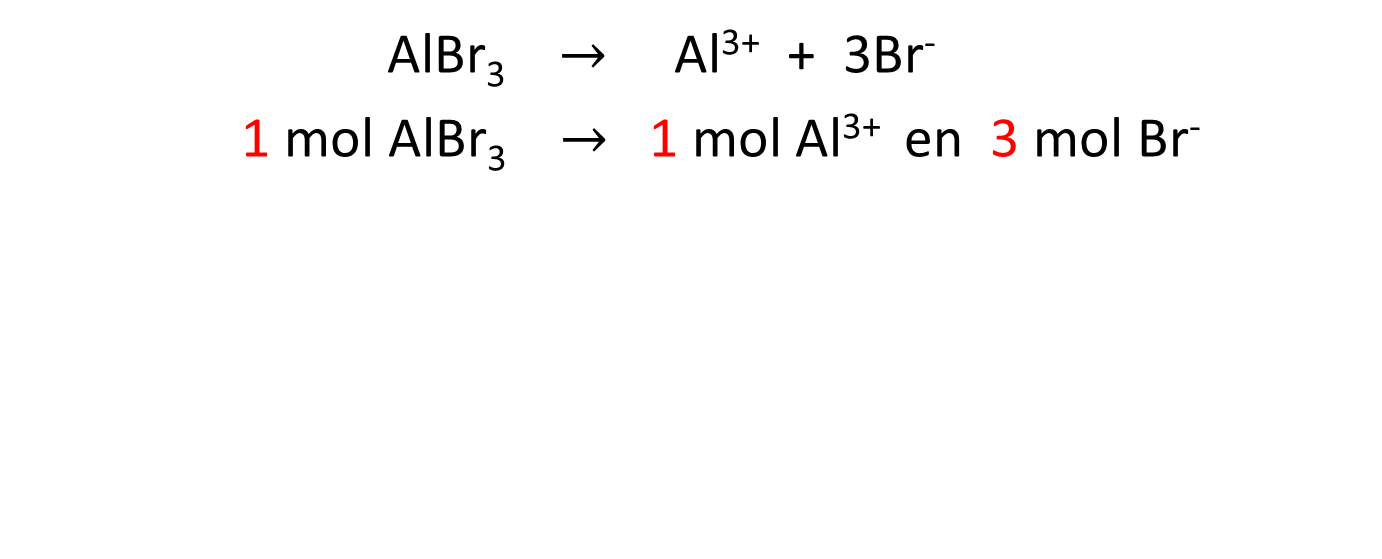 AlBr₃ → Al³⁺ + 3Br⁻
1 mol AlBr₃ → 1 mol Al³⁺ en 3 mol Br⁻